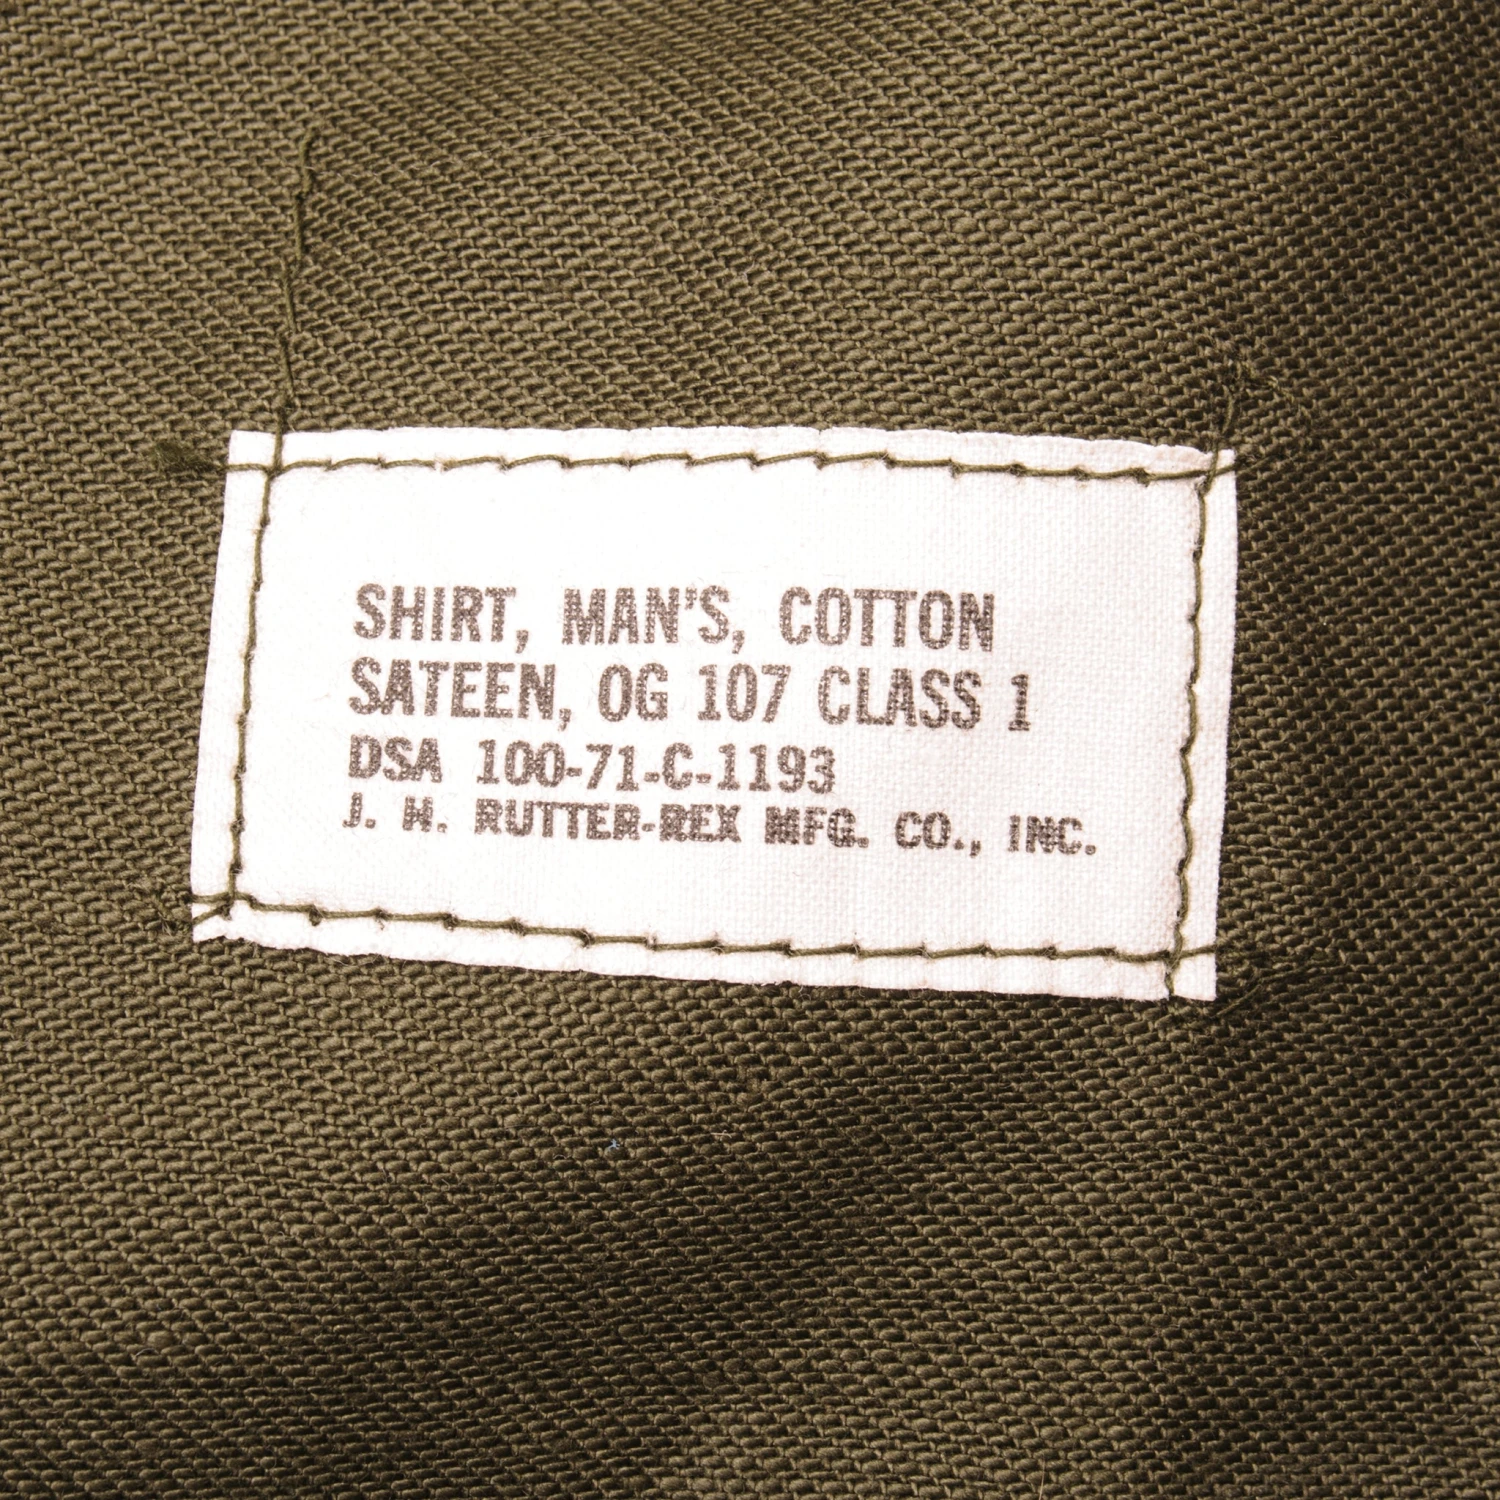 SHIRT, MAN'S, COTTON
SATEEN, OG 107 CLASS 1
DSA 100-71-C-1193
J. H. RUTTER-REX MFG. CO., INC.